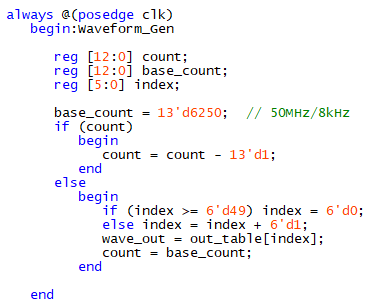 always @(posedge clk)
begin:Waveform_Gen
reg [12:0] count;
reg [12:0] base_count;
reg [5:0] index;
base_count = 13'd6250; // 50MHz/8kHz
if (count)
begin
count = count - 13'd1;
end
else
begin
if (index >= 6'd49) index = 6'd0;
else index = index + 6'd1;
wave_out = out_table[index];
count = base_count;
end
end